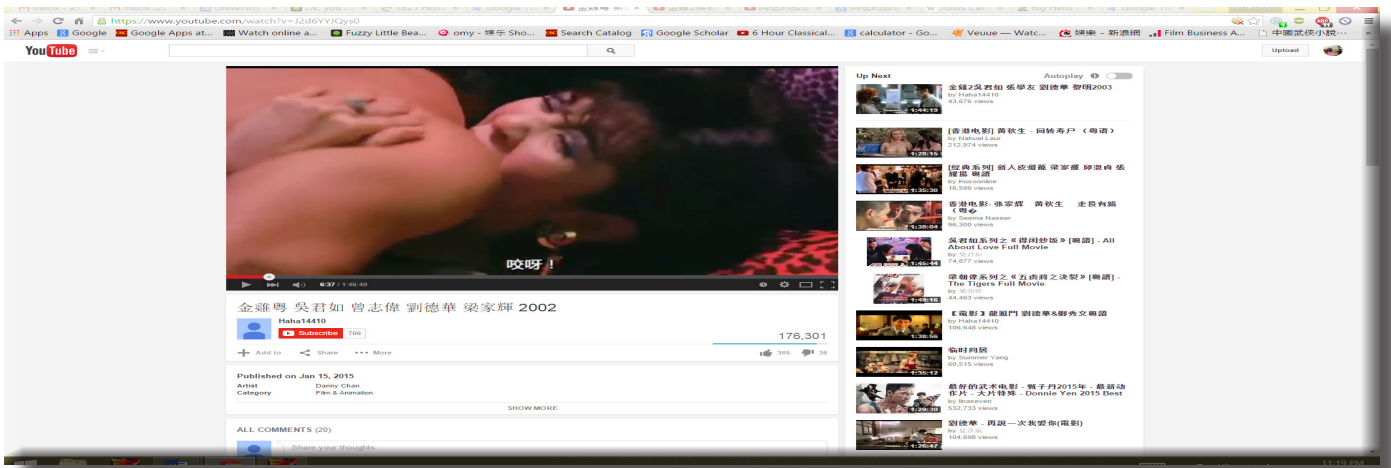 https://www.youtube.com/watch?v=J2d6YYJQys0
Apps Google Google Apps at... Watch online a... Fuzzy Little Bea... omy - 娱乐 Sho... Search Catalog Google Scholar 6 Hour Classical... calculator - Go... Veuue — Watc... 娛樂 - 新浪網 Film Business A... 中國武俠小說...
YouTube
Upload
咬呀！
6:37 / 1:46:40
金雞粵 吳君如 曾志偉 劉德華 梁家輝 2002
Haha14410
Subscribe 706
176,301
Add to Share More
365 36
Published on Jan 15, 2015
Artist Danny Chan
Category Film & Animation
SHOW MORE
ALL COMMENTS (20)
Share your thoughts
Up Next Autoplay
金雞2吳君如 張學友 劉德華 黎明2003
by Haha14410
43,676 views
1:44:19
[香港电影] 黄秋生 - 回转寿尸 （粤语）
by Nahuel Laur
212,974 views
1:28:15
[經典系列] 新人皮燈籠 梁家輝 邱淑貞 張耀揚 粵語
by Kusoonline
16,599 views
1:35:30
香港电影- 张家辉 黄秋生 走投有路
(粤�
by Seema Naseer
96,300 views
1:38:04
吳君如系列之《得閒炒飯》[粵語] - All
About Love Full Movie
74,877 views
1:45:44
梁朝偉系列之《五虎將之決裂》[粵語] -
The Tigers Full Movie
44,463 views
1:48:16
【電影】龍鳳鬥 劉德華&鄭秀文粵語
by Haha14410
106,648 views
1:38:56
临时同居
by Summer Yang
60,515 views
1:35:12
最好的武术电影 - 甄子丹2015年 - 最新动
作片 - 大片特殊 - Donnie Yen 2015 Best
by linaseven
532,733 views
1:29:30
劉德華 - 再說一次我愛你(電影)
104,698 views
1:26:47
11:19 PM